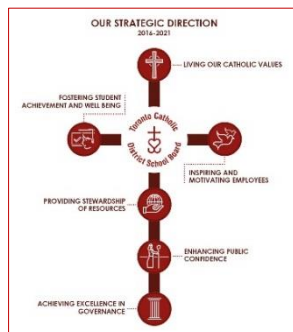 OUR STRATEGIC DIRECTION
2016-2021
LIVING OUR CATHOLIC VALUES
FOSTERING STUDENT
ACHIEVEMENT AND WELL BEING
Toronto Catholic
District School Board
INSPIRING AND
MOTIVATING EMPLOYEES
PROVIDING STEWARDSHIP
OF RESOURCES
ENHANCING PUBLIC
CONFIDENCE
ACHIEVING EXCELLENCE IN
GOVERNANCE